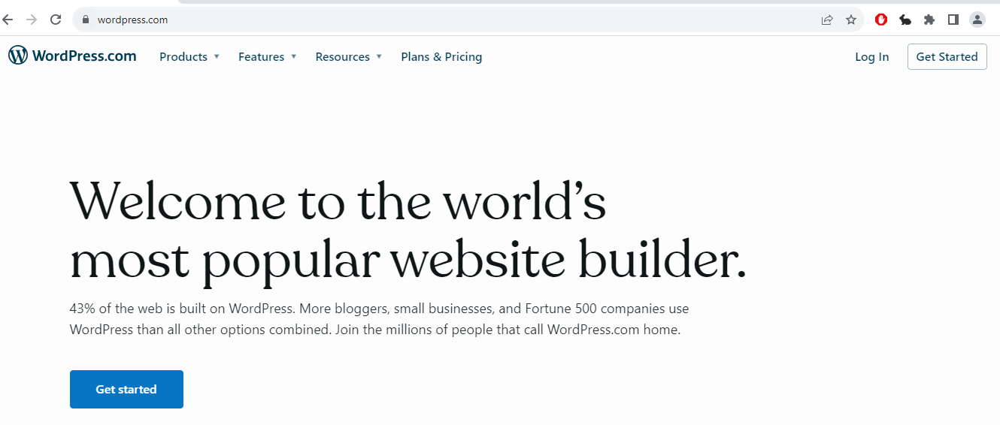 wordpress.com
WordPress.com Products Features Resources Plans & Pricing Log In Get Started
Welcome to the world’s
most popular website builder.
43% of the web is built on WordPress. More bloggers, small businesses, and Fortune 500 companies use
WordPress than all other options combined. Join the millions of people that call WordPress.com home.
Get started